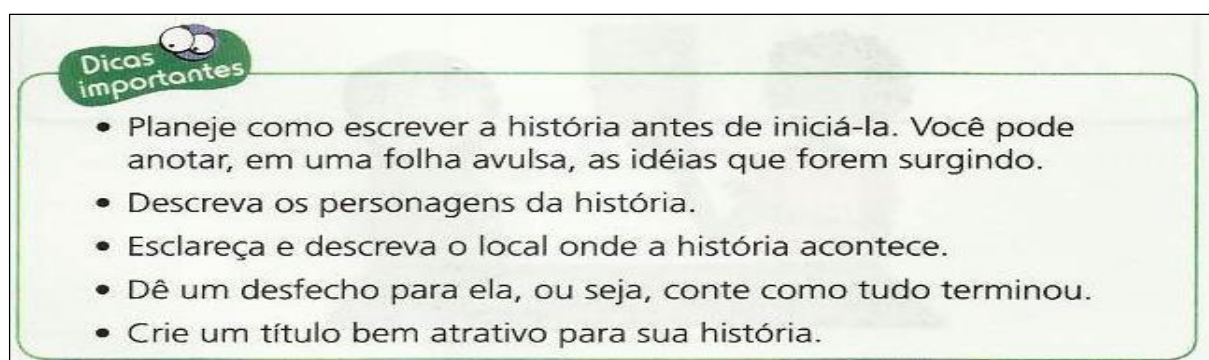 Dicas
importantes
• Planeje como escrever a história antes de iniciá-la. Você pode
anotar, em uma folha avulsa, as idéias que forem surgindo.
• Descreva os personagens da história.
• Esclareça e descreva o local onde a história acontece.
• Dê um desfecho para ela, ou seja, conte como tudo terminou.
• Crie um título bem atrativo para sua história.